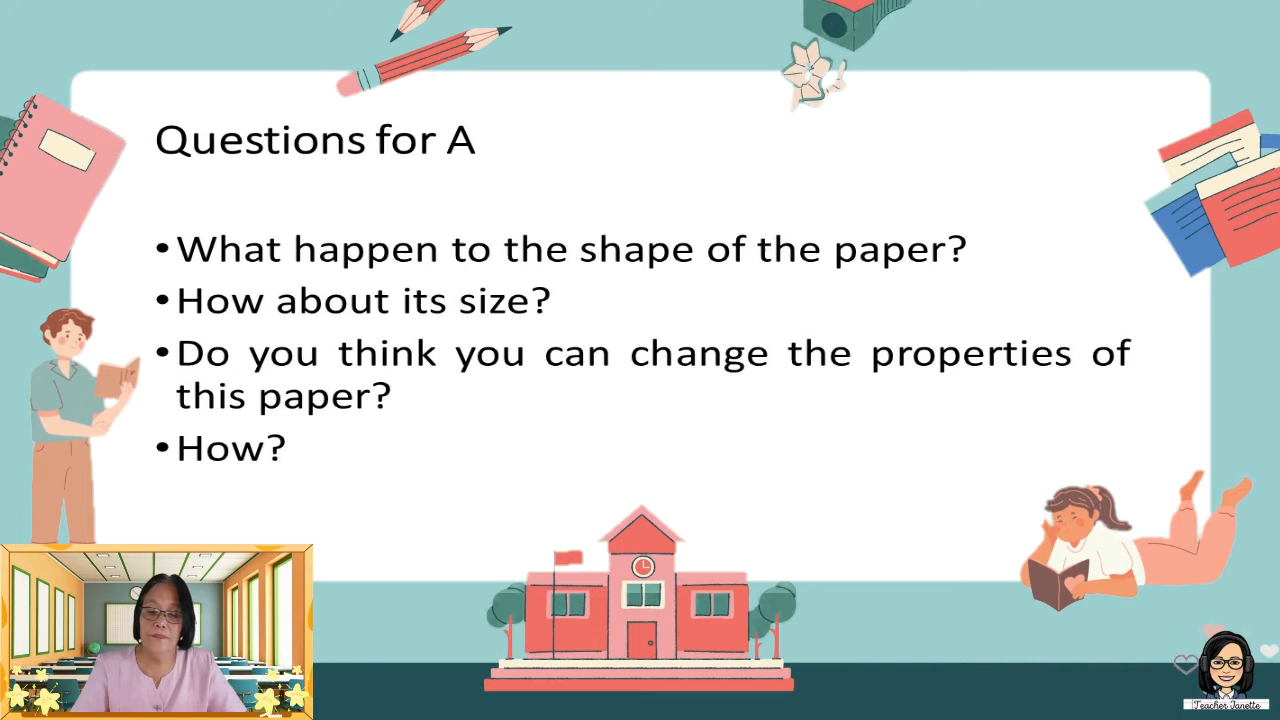 Questions for A
• What happen to the shape of the paper?
• How about its size?
• Do you think you can change the properties of
this paper?
• How?
Teacher Janette